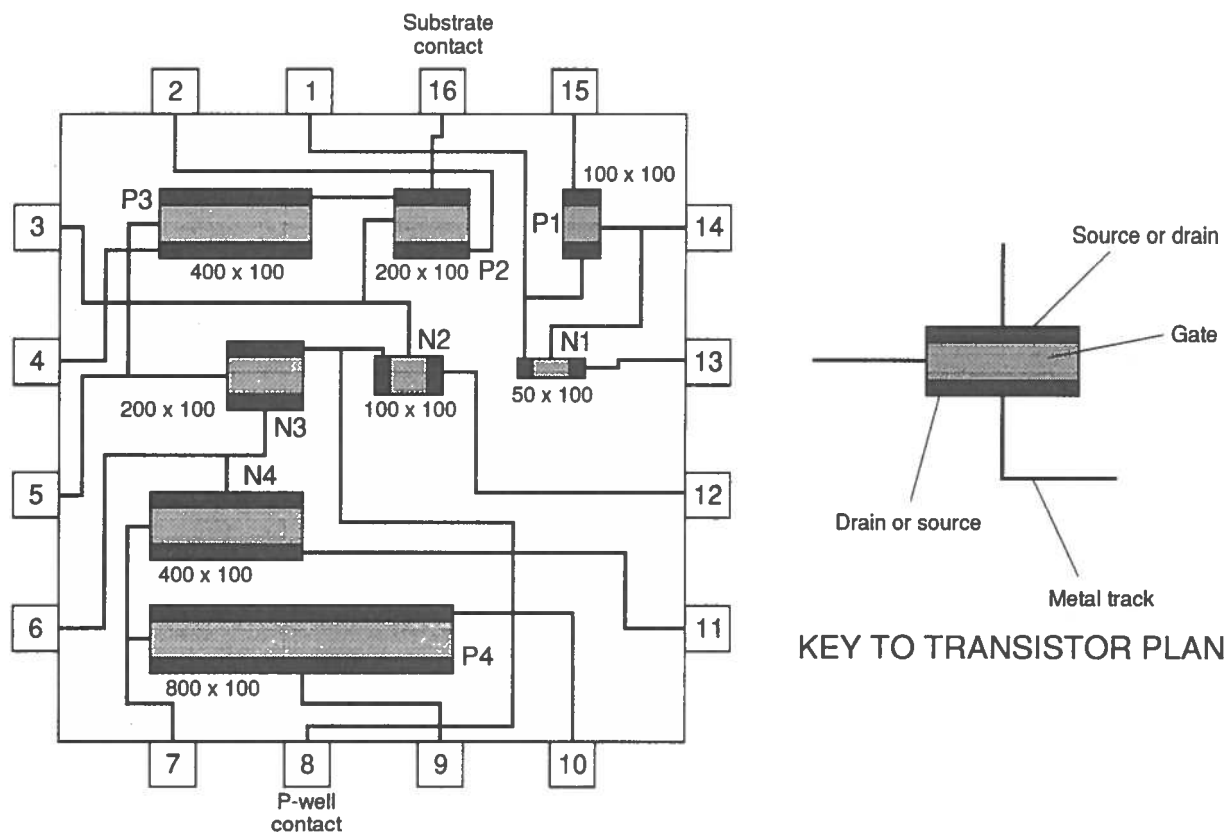 Substrate
contact
2
1
16
15
100 x 100
P3
P1
3
14
400 x 100
200 x 100
P2
N2
N1
4
13
200 x 100
100 x 100
50 x 100
N3
N4
5
12
400 x 100
6
11
P4
800 x 100
7
8
9
10
P-well
contact
Source or drain
Gate
Drain or source
Metal track
KEY TO TRANSISTOR PLAN